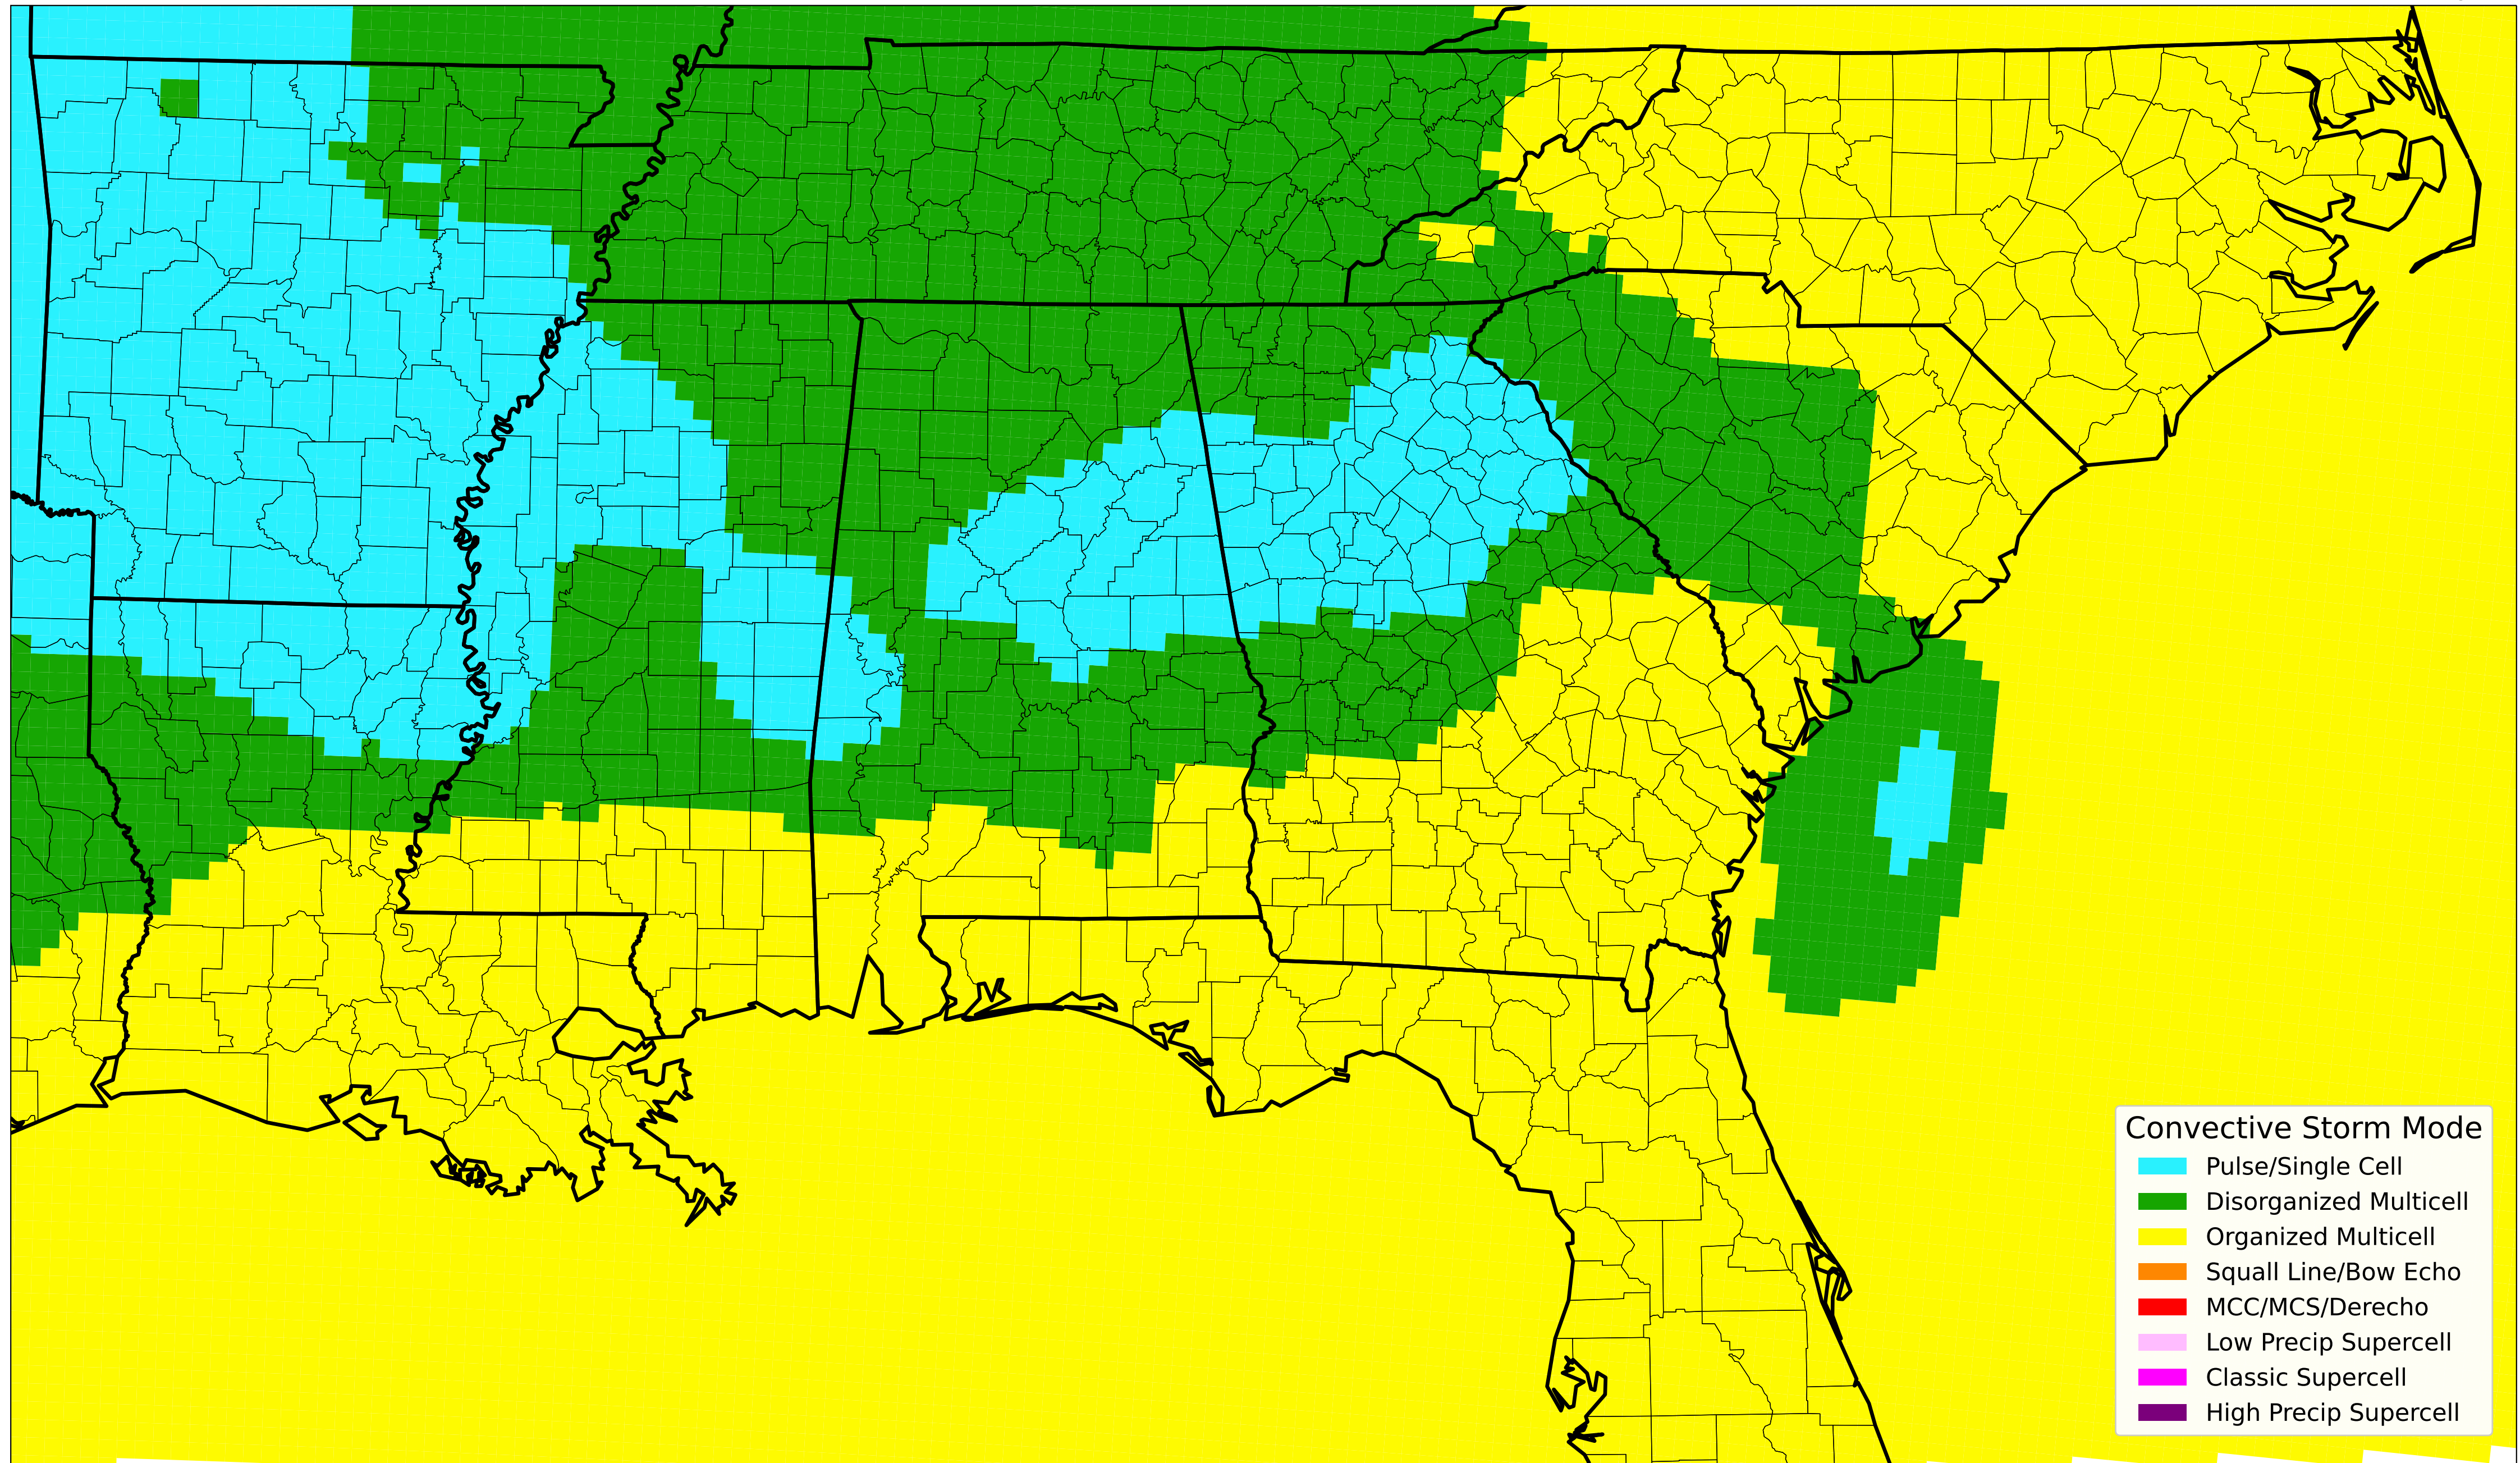 Convective Storm Mode
Pulse/Single Cell
Disorganized Multicell
Organized Multicell
Squall Line/Bow Echo
MCC/MCS/Derecho
Low Precip Supercell
Classic Supercell
High Precip Supercell